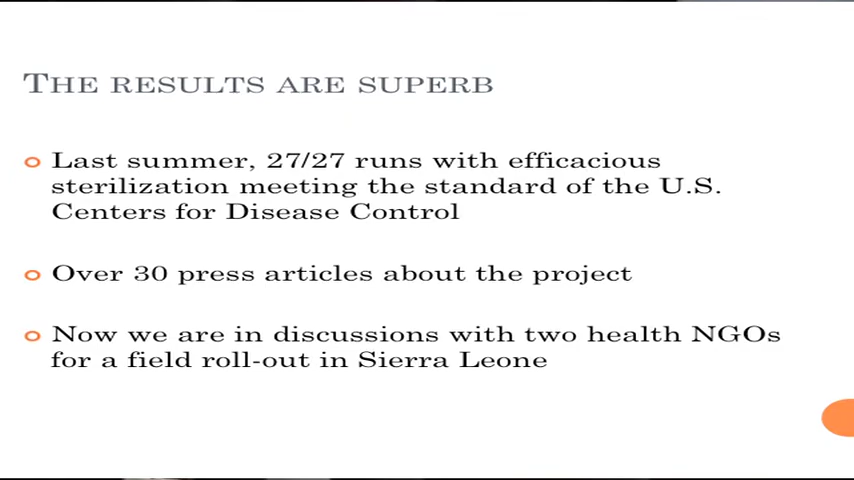 THE RESULTS ARE SUPERB
Last summer, 27/27 runs with efficacious
sterilization meeting the standard of the U.S.
Centers for Disease Control
Over 30 press articles about the project
Now we are in discussions with two health NGOs
for a field roll-out in Sierra Leone